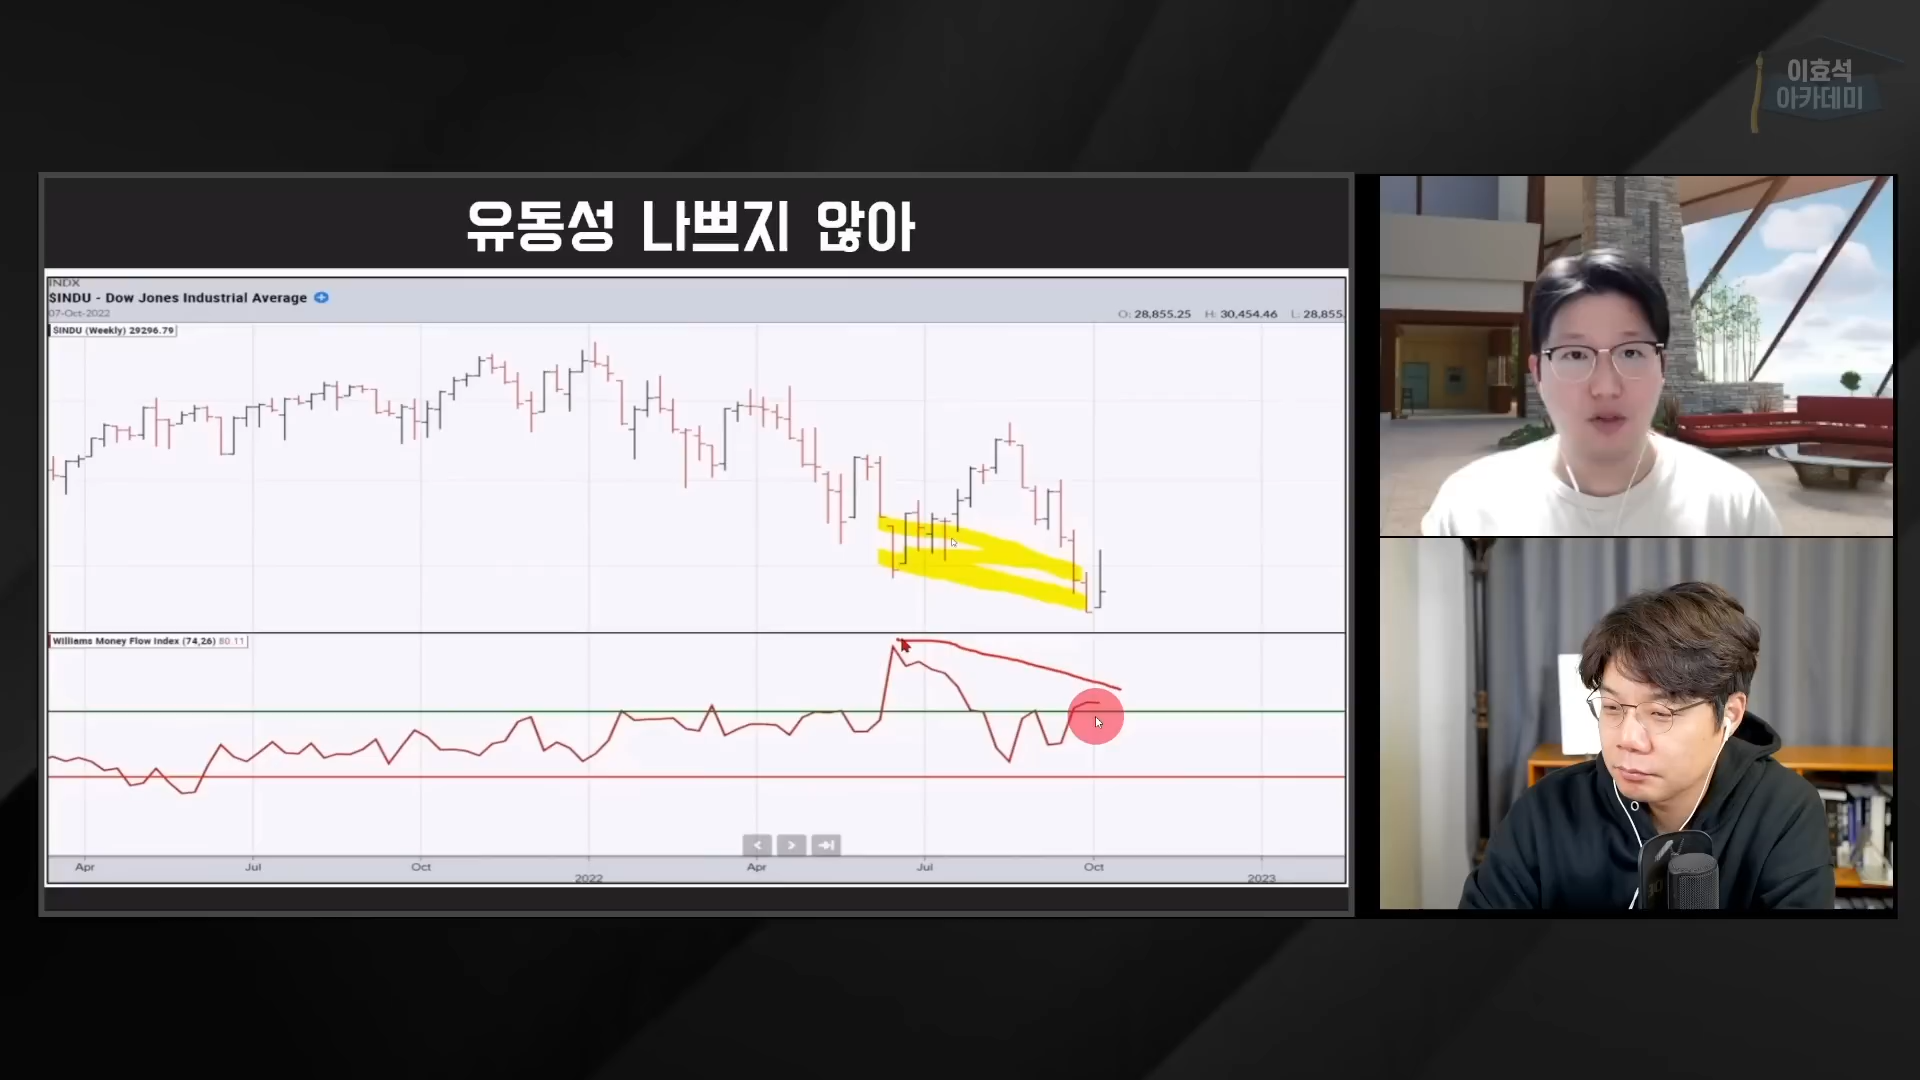 이효석
아카데미
유동성 나쁘지 않아
INDX
$INDU - Dow Jones Industrial Average
07-Oct-2022
O: 28,855.25 H: 30,454.46 L: 28,855.
$INDU (Weekly) 29296.79
Williams Money Flow Index (74,26) 80.11
Apr Jul Oct 2022 Apr Jul Oct 2023